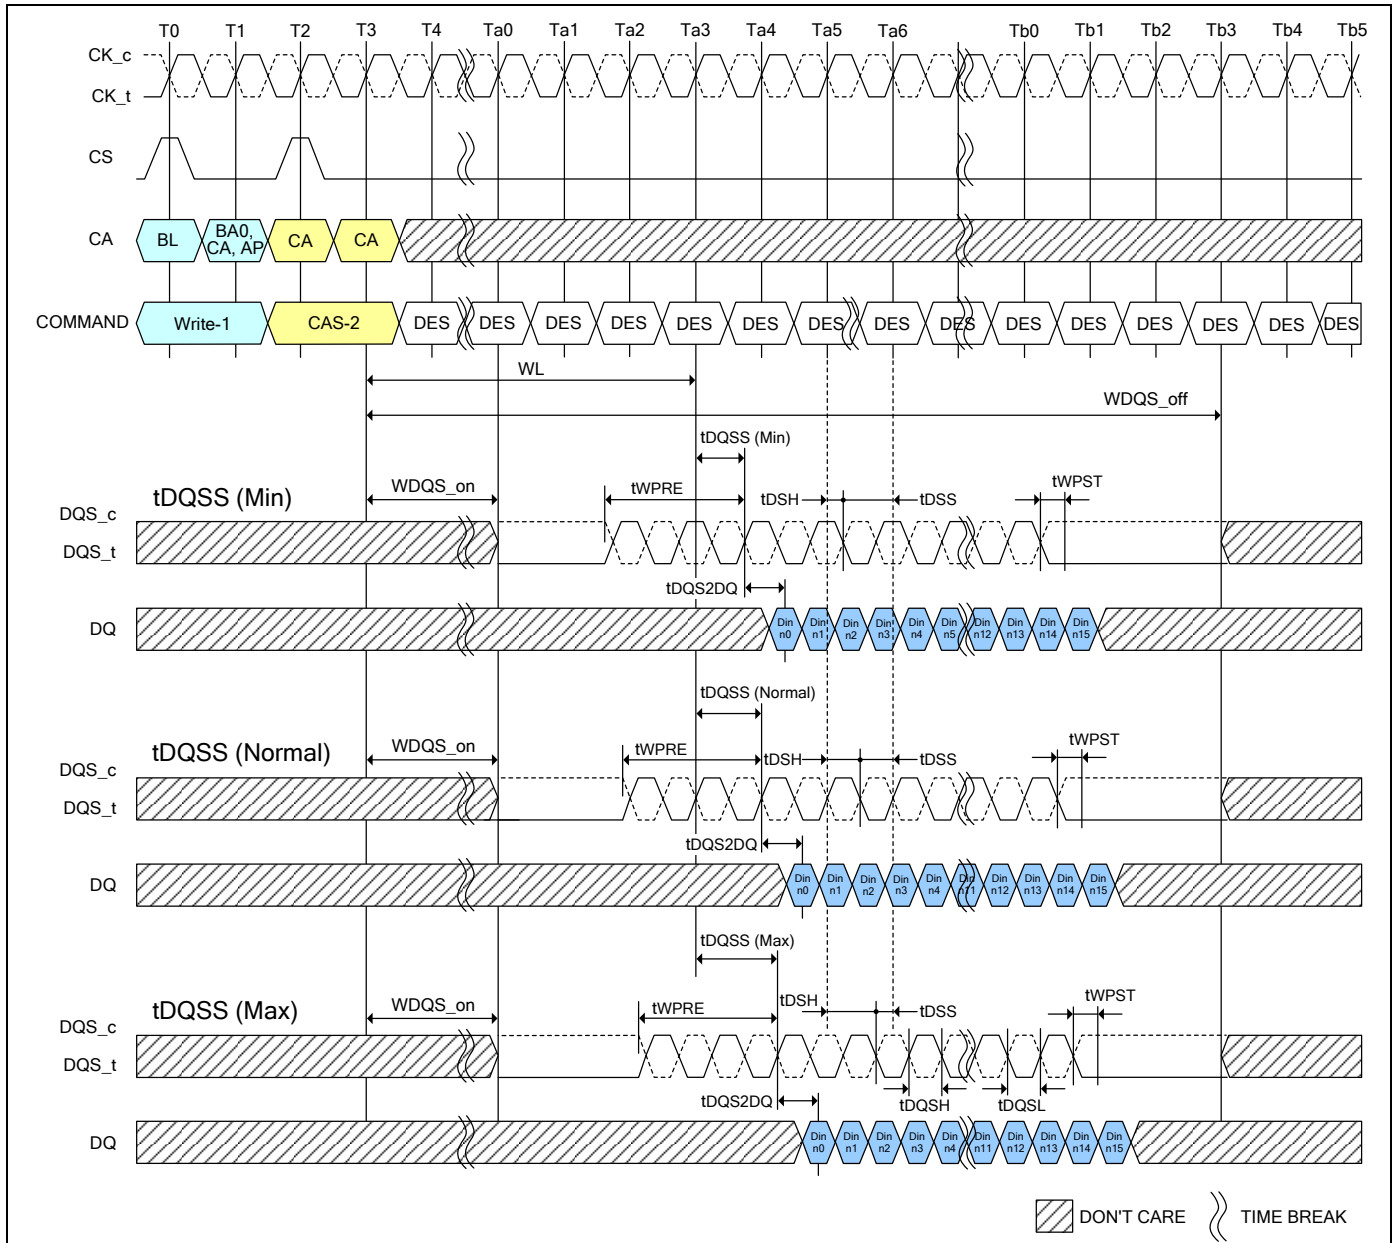 T0 T1 T2 T3 T4 Ta0 Ta1 Ta2 Ta3 Ta4 Ta5 Ta6 Tb0 Tb1 Tb2 Tb3 Tb4 Tb5
CK_c
CK_t
CS
CA
BL
BA0,
CA, AP
CA
CA
COMMAND
Write-1 CAS-2 DES DES DES DES DES DES DES DES DES DES DES DES DES DES DES
WL
WDQS_off
tDQSS (Min)
tDQSS (Min)
WDQS_on
tWPRE
tDSH
tDSS
tWPST
DQS_c
DQS_t
tDQS2DQ
DQ
Din Din Din Din Din Din Din Din Din Din
n0 n1 n2 n3 n4 n5 n12 n13 n14 n15
tDQSS (Normal)
tDQSS (Normal)
WDQS_on
tWPRE
tDSH
tDSS
tWPST
DQS_c
DQS_t
tDQS2DQ
DQ
Din Din Din Din Din Din Din Din Din Din
n0 n1 n2 n3 n4 n11 n12 n13 n14 n15
tDQSS (Max)
tDQSS (Max)
WDQS_on
tWPRE
tDSH
tDSS
tWPST
DQS_c
DQS_t
tDQS2DQ
tDQSH
tDQSL
DQ
Din Din Din Din Din Din Din Din Din Din
n0 n1 n2 n3 n4 n11 n12 n13 n14 n15
DON'T CARE
TIME BREAK